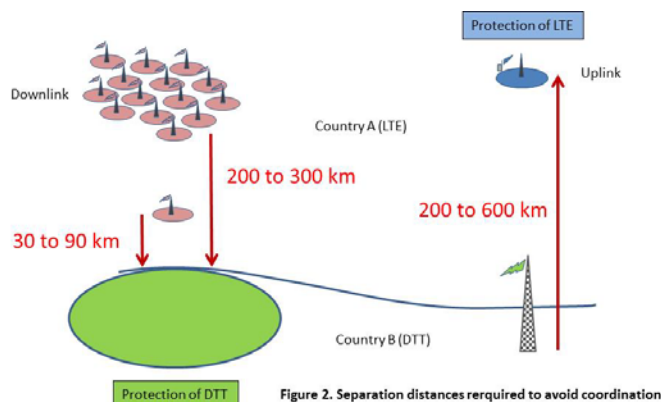 Protection of LTE
Downlink
Uplink
Country A (LTE)
200 to 300 km
200 to 600 km
30 to 90 km
Country B (DTT)
Protection of DTT
Figure 2. Separation distances rerquired to avoid coordination